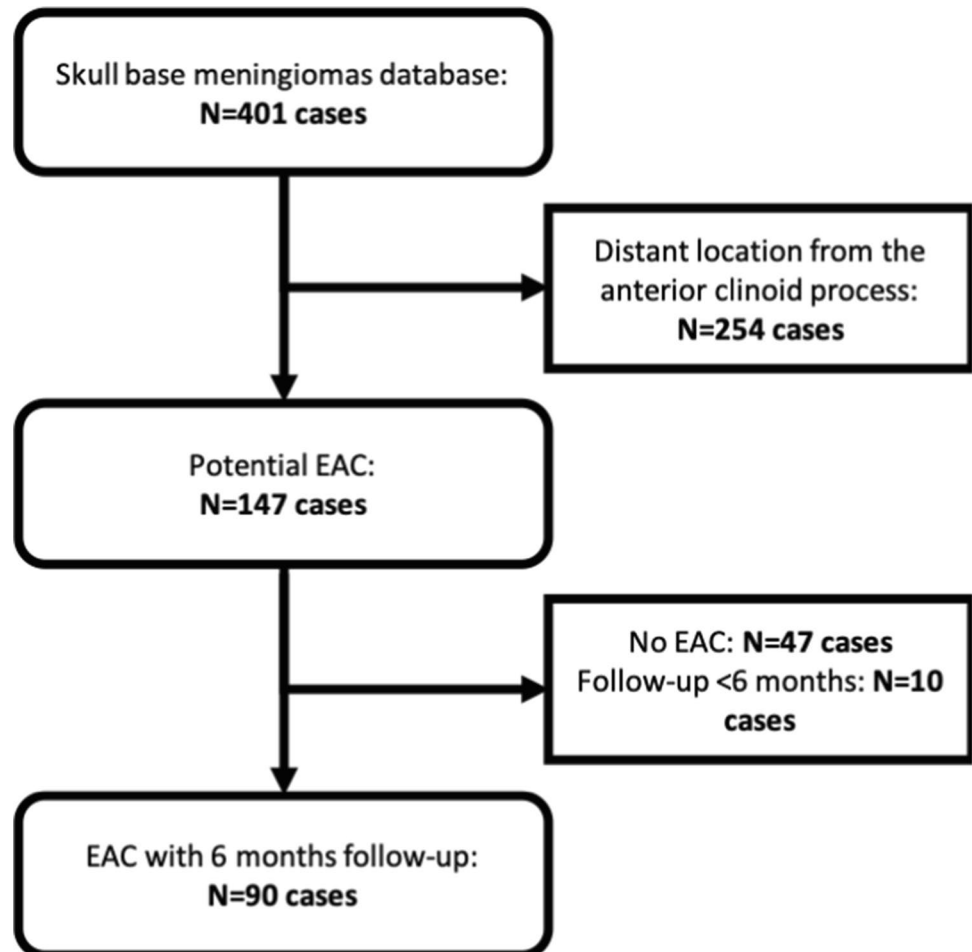 Skull base meningiomas database:
N=401 cases
Distant location from the
anterior clinoid process:
N=254 cases
Potential EAC:
N=147 cases
No EAC: N=47 cases
Follow-up <6 months: N=10
cases
EAC with 6 months follow-up:
N=90 cases